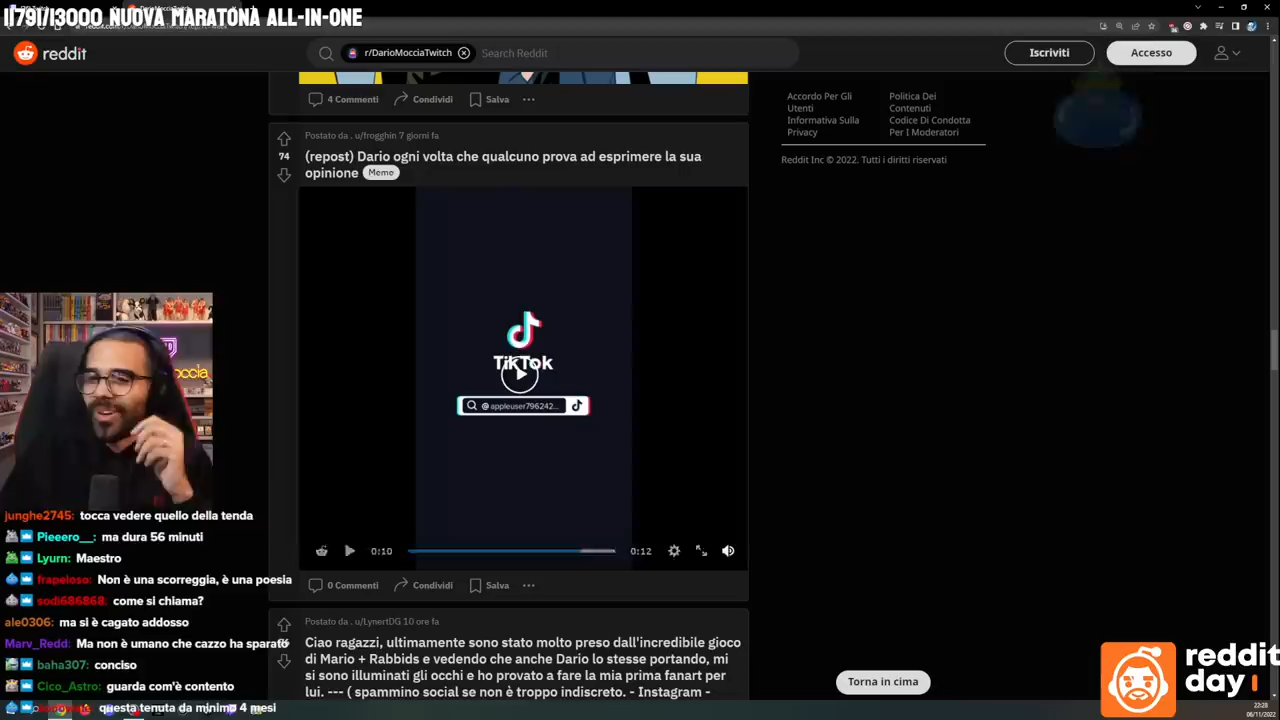 11791/13000 NUOVA MARATONA ALL-IN-ONE
reddit
r/DarioMocciaTwitch
Search Reddit
Iscriviti
Accesso
4 Commenti
Condividi
Salva
Accordo Per Gli Utenti
Informativa Sulla Privacy
Politica Dei Contenuti
Codice Di Condotta Per I Moderatori
Reddit Inc © 2022. Tutti i diritti riservati
Postato da . u/frogghin 7 giorni fa
74
(repost) Dario ogni volta che qualcuno prova ad esprimere la sua
opinione Meme
TikTok
@appleuser796242...
0:10
0:12
0 Commenti
Condividi
Salva
Postato da . u/LynertDG 10 ore fa
Ciao ragazzi, ultimamente sono stato molto preso dall'incredibile gioco
di Mario + Rabbids e vedendo che anche Dario lo stesse portando, mi
si sono illuminati gli occhi e ho provato a fare la mia prima fanart per
lui. --- ( spammino social se non è troppo indiscreto. - Instagram -
Torna in cima
junghe2745: tocca vedere quello della tenda
Pieeero__: ma dura 56 minuti
Lyurn: Maestro
frapeloso: Non è una scorreggia, è una poesia
sodi686868: come si chiama?
ale0306: ma si è cagato addosso
Marv_Redd: Ma non è umano che cazzo ha sparato
baha307: conciso
Cico_Astro: guarda com'è contento
questa tenuta da minimo 4 mesi
reddit
day
22:28
06/11/2022